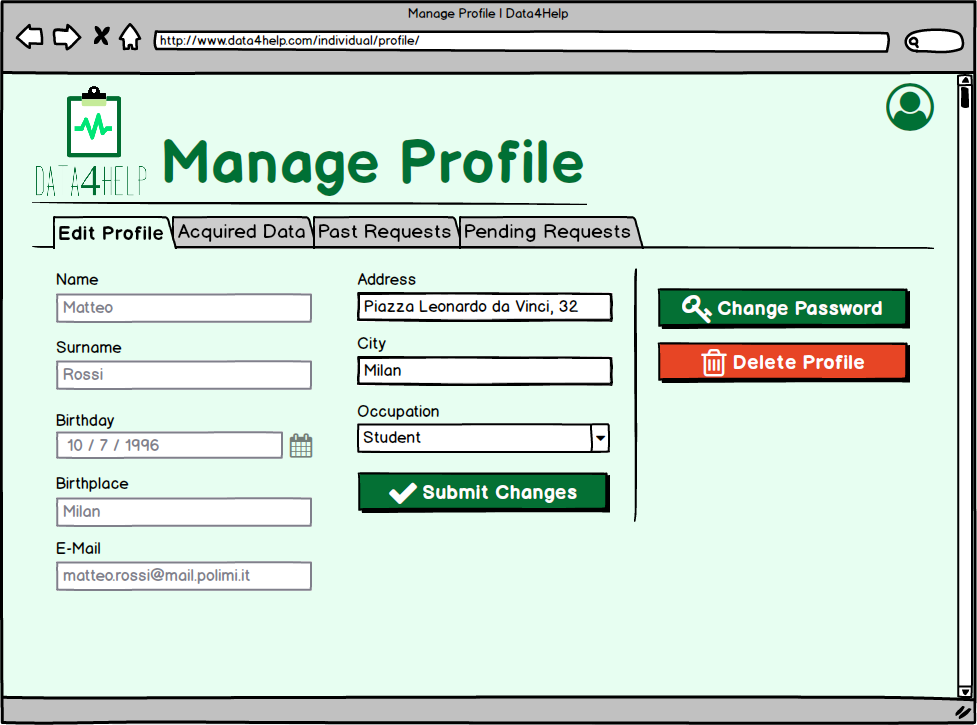 Manage Profile | Data4Help
http://www.data4help.com/individual/profile/
DATA4HELP
Manage Profile
Edit Profile Acquired Data Past Requests Pending Requests
Name
Matteo
Surname
Rossi
Birthday
10 / 7 / 1996
Birthplace
Milan
E-Mail
matteo.rossi@mail.polimi.it
Address
Piazza Leonardo da Vinci, 32
City
Milan
Occupation
Student
Submit Changes
Change Password
Delete Profile